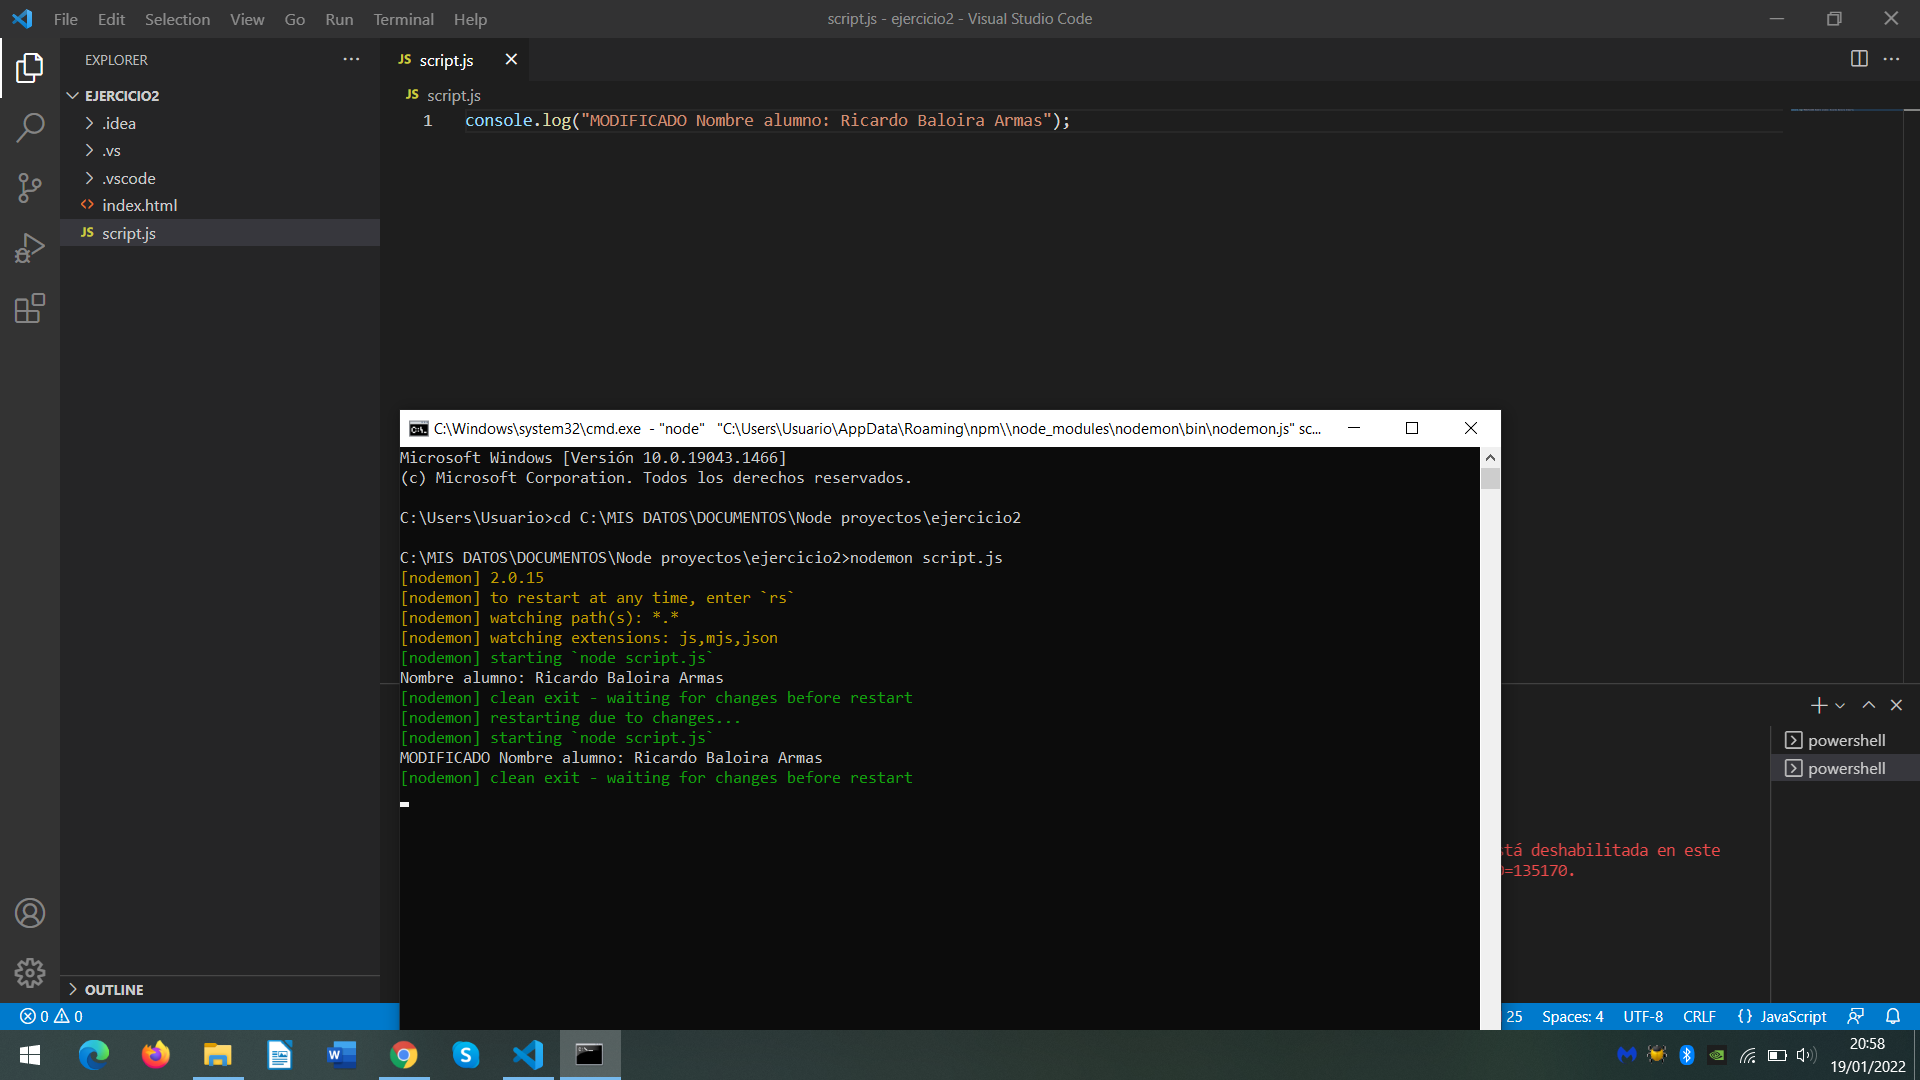 File Edit Selection View Go Run Terminal Help
script.js - ejercicio2 - Visual Studio Code
EXPLORER
EJERCICIO2
.idea
.vs
.vscode
<> index.html
JS script.js
OUTLINE
JS script.js
JS script.js
1 console.log("MODIFICADO Nombre alumno: Ricardo Baloira Armas");
C:\Windows\system32\cmd.exe - "node" "C:\Users\Usuario\AppData\Roaming\npm\\node_modules\nodemon\bin\nodemon.js" sc...
Microsoft Windows [Versión 10.0.19043.1466]
(c) Microsoft Corporation. Todos los derechos reservados.
C:\Users\Usuario>cd C:\MIS DATOS\DOCUMENTOS\Node proyectos\ejercicio2
C:\MIS DATOS\DOCUMENTOS\Node proyectos\ejercicio2>nodemon script.js
[nodemon] 2.0.15
[nodemon] to restart at any time, enter `rs`
[nodemon] watching path(s): *.*
[nodemon] watching extensions: js,mjs,json
[nodemon] starting `node script.js`
Nombre alumno: Ricardo Baloira Armas
[nodemon] clean exit - waiting for changes before restart
[nodemon] restarting due to changes...
[nodemon] starting `node script.js`
MODIFICADO Nombre alumno: Ricardo Baloira Armas
[nodemon] clean exit - waiting for changes before restart
powershell
powershell
tá deshabilitada en este
=135170.
0 0
25 Spaces: 4 UTF-8 CRLF {} JavaScript
20:58
19/01/2022